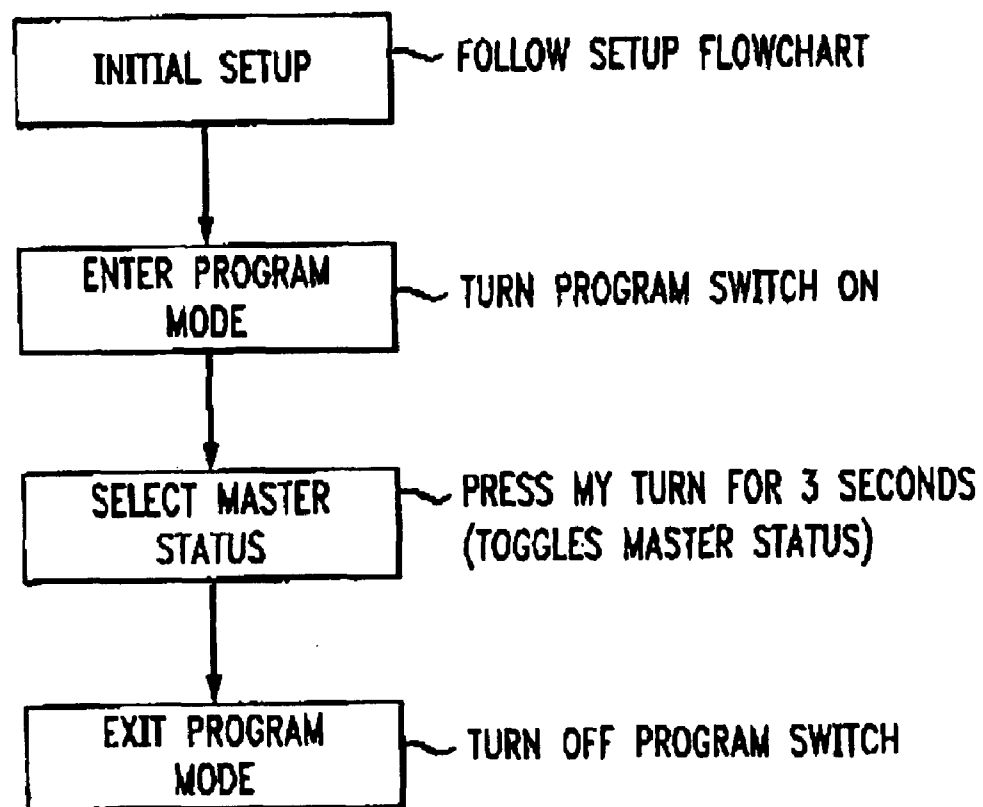 INITIAL SETUP
FOLLOW SETUP FLOWCHART
ENTER PROGRAM
MODE
TURN PROGRAM SWITCH ON
SELECT MASTER
STATUS
PRESS MY TURN FOR 3 SECONDS
(TOGGLES MASTER STATUS)
EXIT PROGRAM
MODE
TURN OFF PROGRAM SWITCH